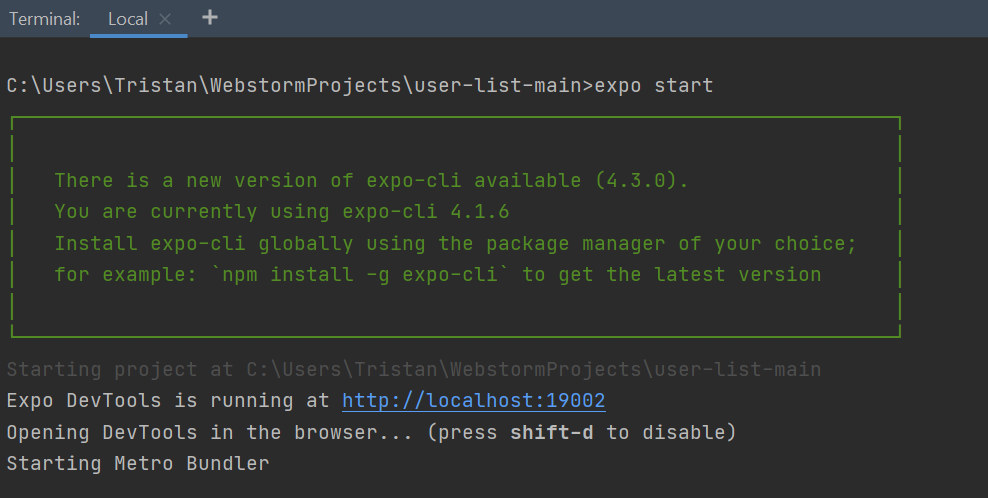 Terminal: Local × +
C:\Users\Tristan\WebstormProjects\user-list-main>expo start
There is a new version of expo-cli available (4.3.0).
You are currently using expo-cli 4.1.6
Install expo-cli globally using the package manager of your choice;
for example: `npm install -g expo-cli` to get the latest version
Starting project at C:\Users\Tristan\WebstormProjects\user-list-main
Expo DevTools is running at http://localhost:19002
Opening DevTools in the browser... (press shift-d to disable)
Starting Metro Bundler